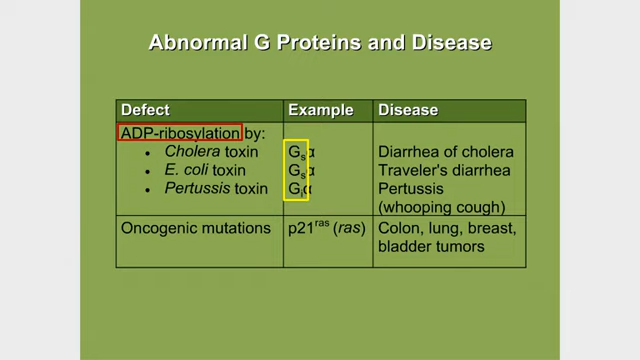 Abnormal G Proteins and Disease
Defect Example Disease
ADP-ribosylation by:
• Cholera toxin Gsα Diarrhea of cholera
• E. coli toxin Gsα Traveler's diarrhea
• Pertussis toxin Giα Pertussis
(whooping cough)
Oncogenic mutations p21ras (ras) Colon, lung, breast,
bladder tumors